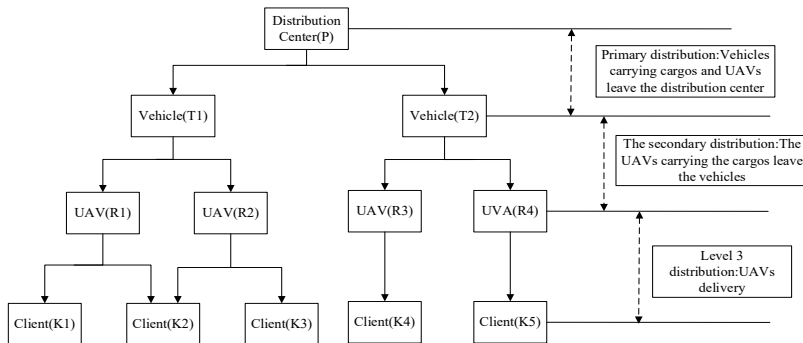 Distribution
Center(P)
Primary distribution:Vehicles
carrying cargos and UAVs
leave the distribution center
Vehicle(T1)
Vehicle(T2)
The secondary distribution:The
UAVs carrying the cargos leave
the vehicles
UAV(R1)
UAV(R2)
UAV(R3)
UVA(R4)
Level 3
distribution:UAVs
delivery
Client(K1)
Client(K2)
Client(K3)
Client(K4)
Client(K5)